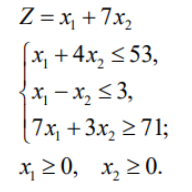 Z = x₁ + 7x₂
x₁ + 4x₂ ≤ 53,
x₁ − x₂ ≤ 3,
7x₁ + 3x₂ ≥ 71;
x₁ ≥ 0, x₂ ≥ 0.